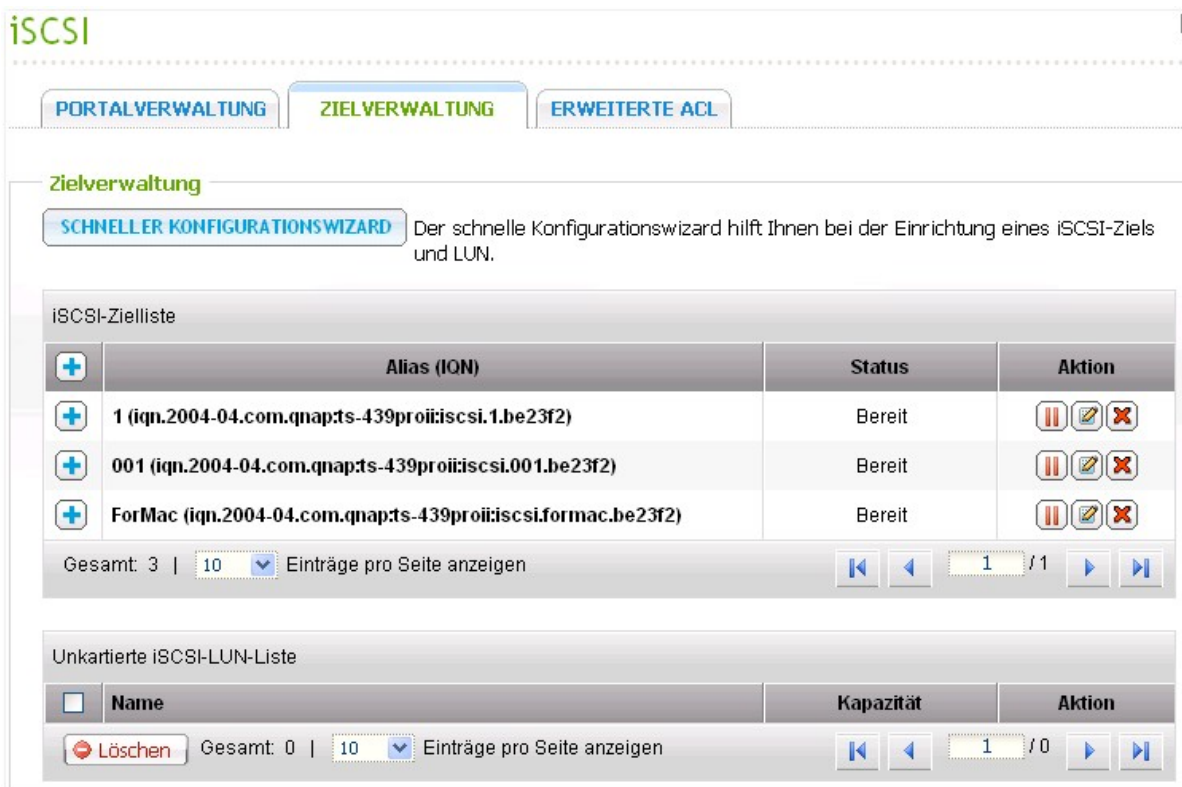 iSCSI
PORTALVERWALTUNG ZIELVERWALTUNG ERWEITERTE ACL
Zielverwaltung
SCHNELLER KONFIGURATIONSWIZARD Der schnelle Konfigurationswizard hilft Ihnen bei der Einrichtung eines iSCSI-Ziels
und LUN.
iSCSI-Zielliste
Alias (IQN) Status Aktion
1 (iqn.2004-04.com.qnap:ts-439proii:iscsi.1.be23f2) Bereit
001 (iqn.2004-04.com.qnap:ts-439proii:iscsi.001.be23f2) Bereit
ForMac (iqn.2004-04.com.qnap:ts-439proii:iscsi.formac.be23f2) Bereit
Gesamt: 3 | 10 Einträge pro Seite anzeigen 1 / 1
Unkartierte iSCSI-LUN-Liste
Name Kapazität Aktion
Löschen Gesamt: 0 | 10 Einträge pro Seite anzeigen 1 / 0